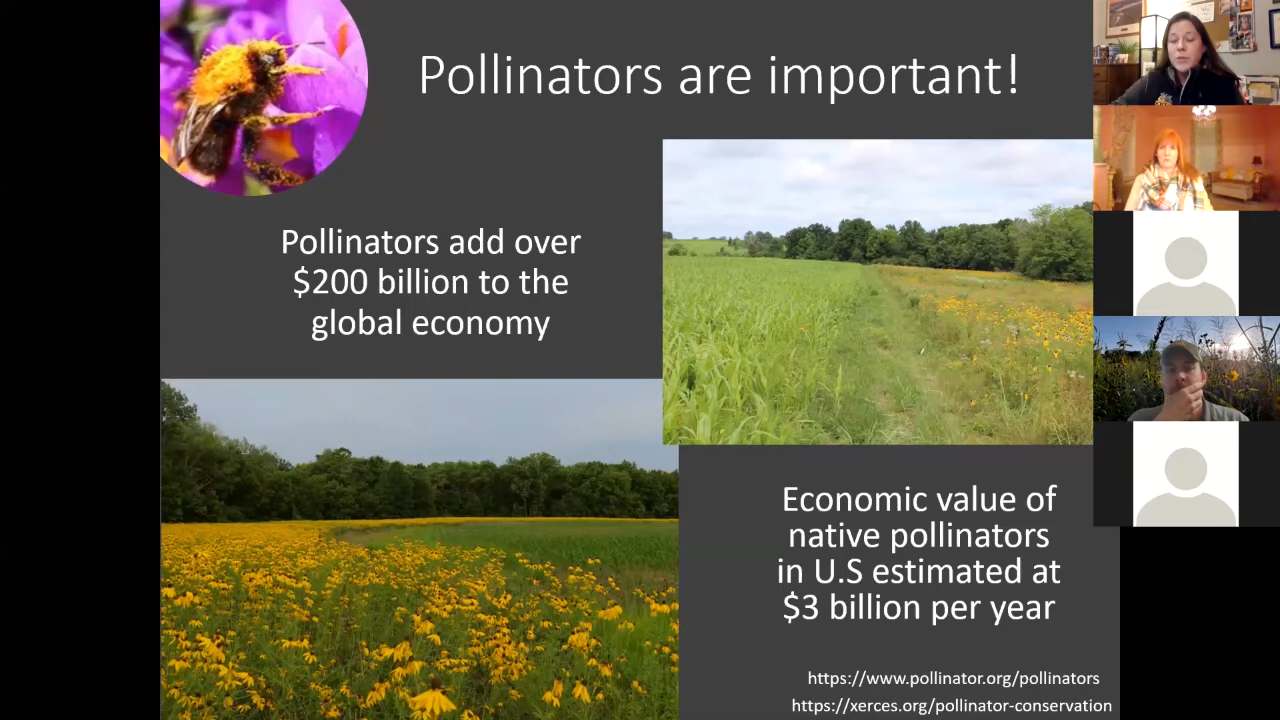 Pollinators are important!
Pollinators add over
$200 billion to the
global economy
Economic value of
native pollinators
in U.S estimated at
$3 billion per year
https://www.pollinator.org/pollinators
https://xerces.org/pollinator-conservation